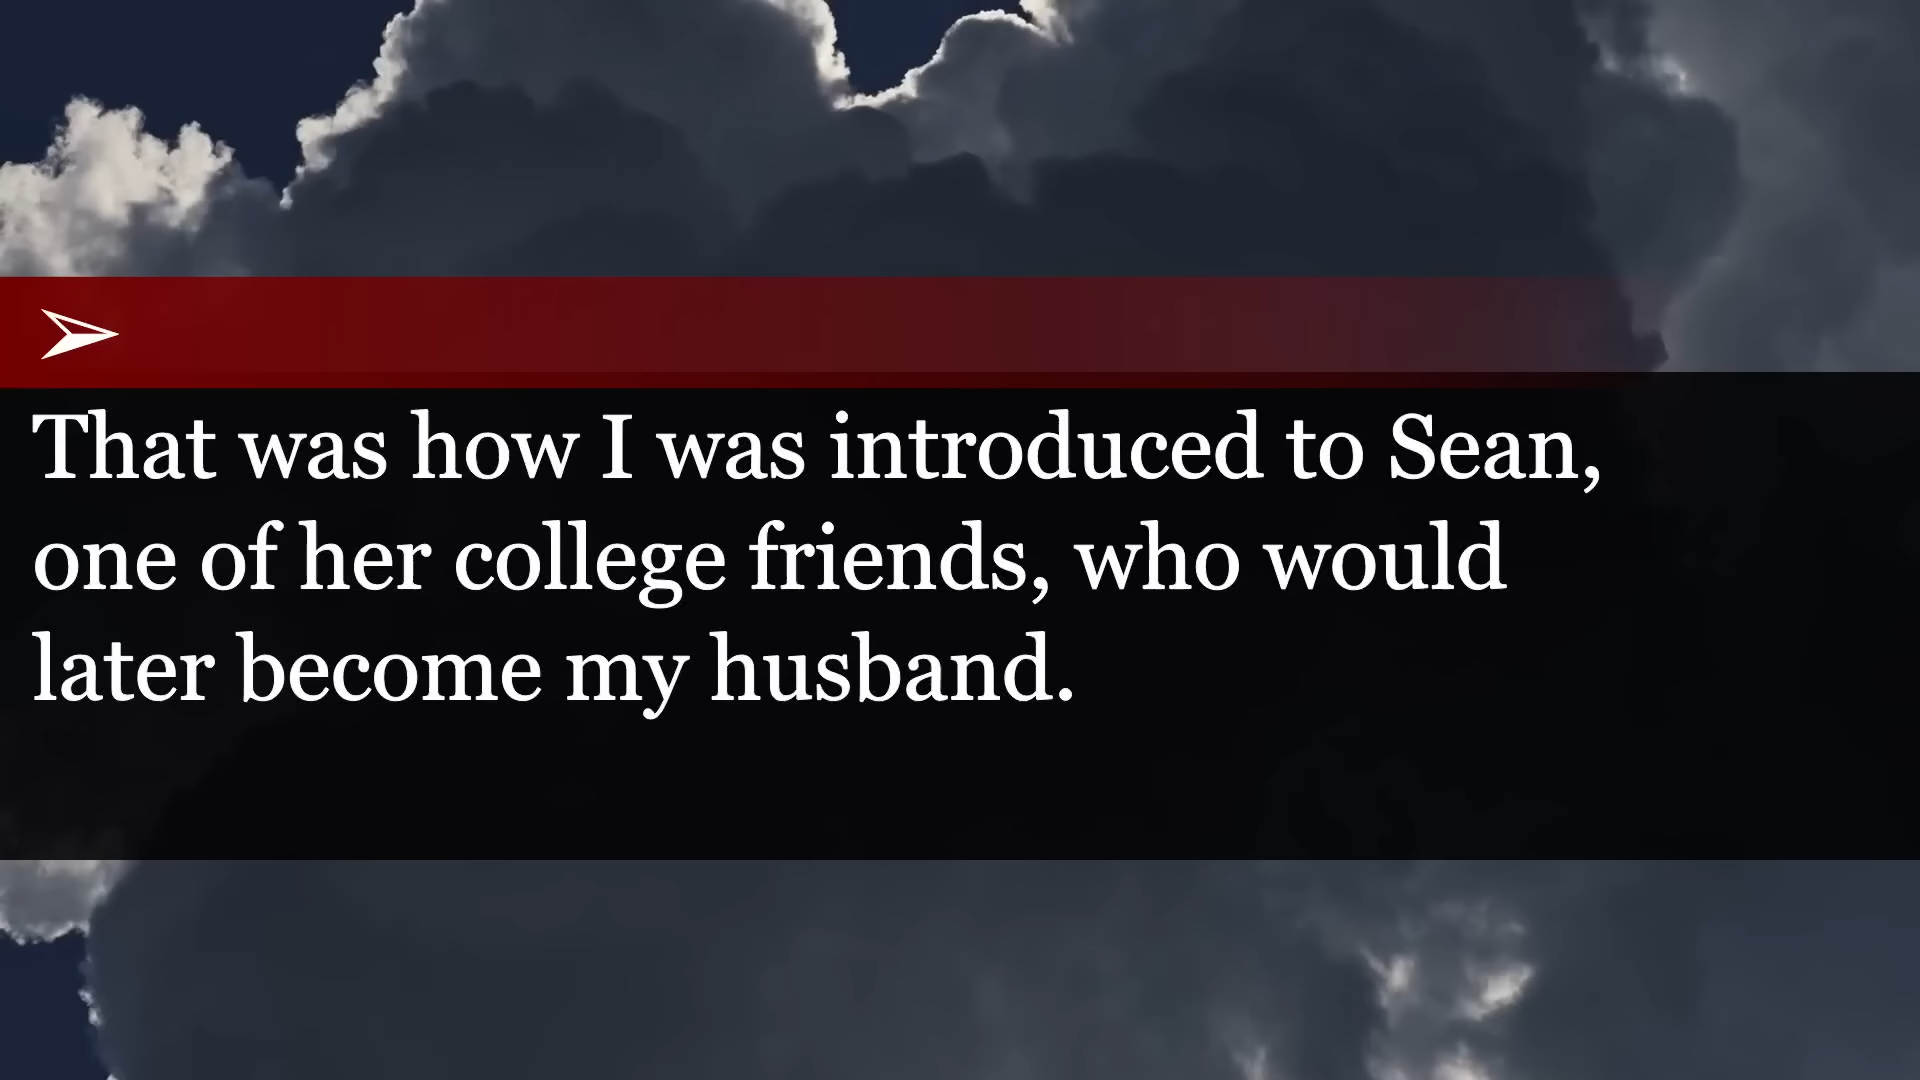 That was how I was introduced to Sean,
one of her college friends, who would
later become my husband.